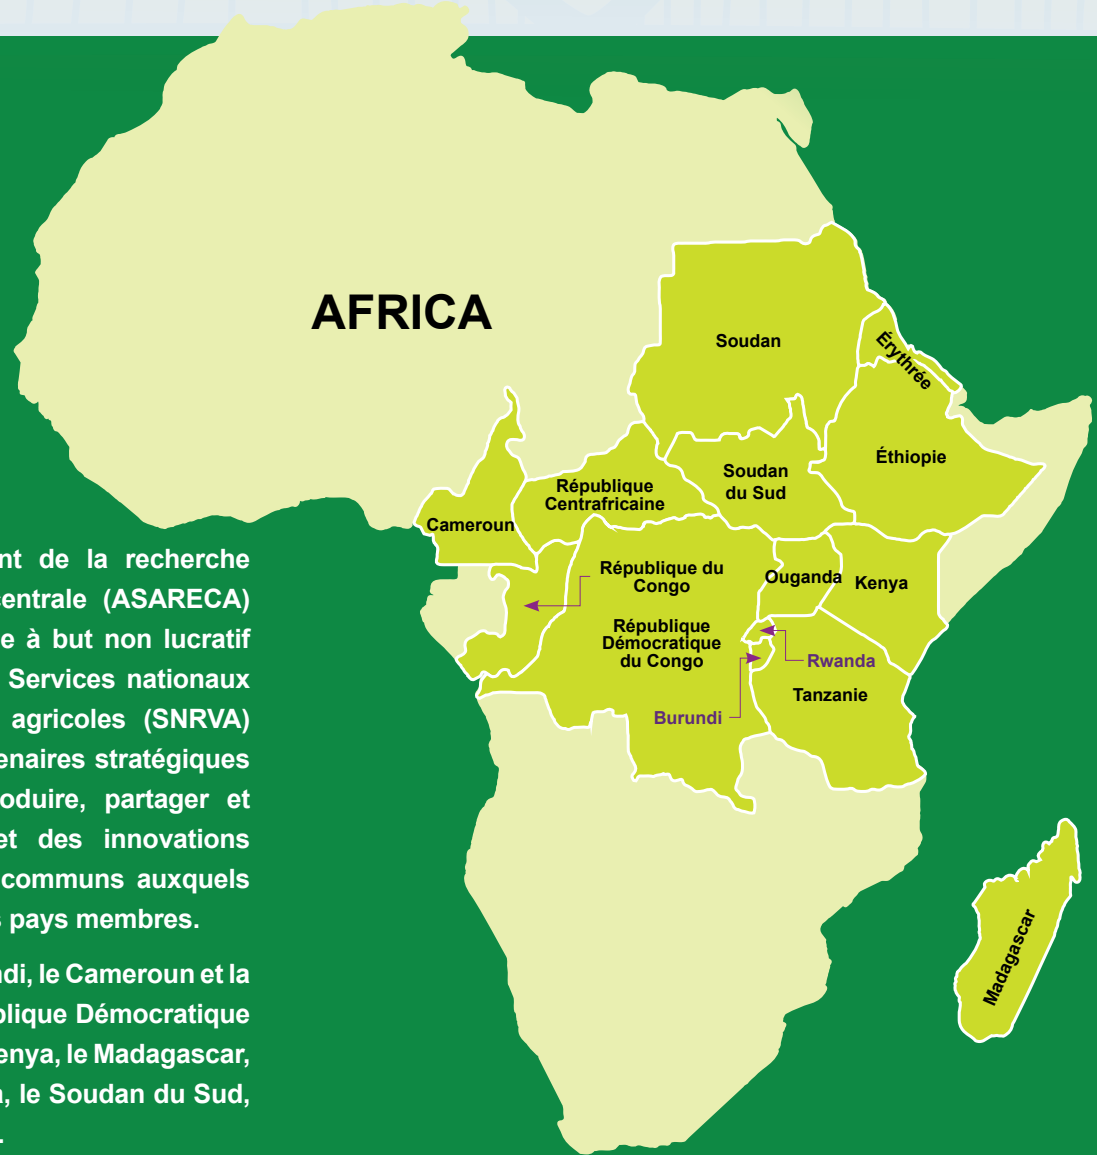 AFRICA
Soudan
Érythrée
Éthiopie
Soudan
du Sud
République
Centrafricaine
Cameroun
République du
Congo
Ouganda
Kenya
République
Démocratique
du Congo
Rwanda
Tanzanie
Burundi
Madagascar
nt de la recherche
centrale (ASARECA)
e à but non lucratif
Services nationaux
agricoles (SNRVA)
enaires stratégiques
oduire, partager et
et des innovations
communs auxquels
s pays membres.
ndi, le Cameroun et la
blique Démocratique
enya, le Madagascar,
a, le Soudan du Sud,
.